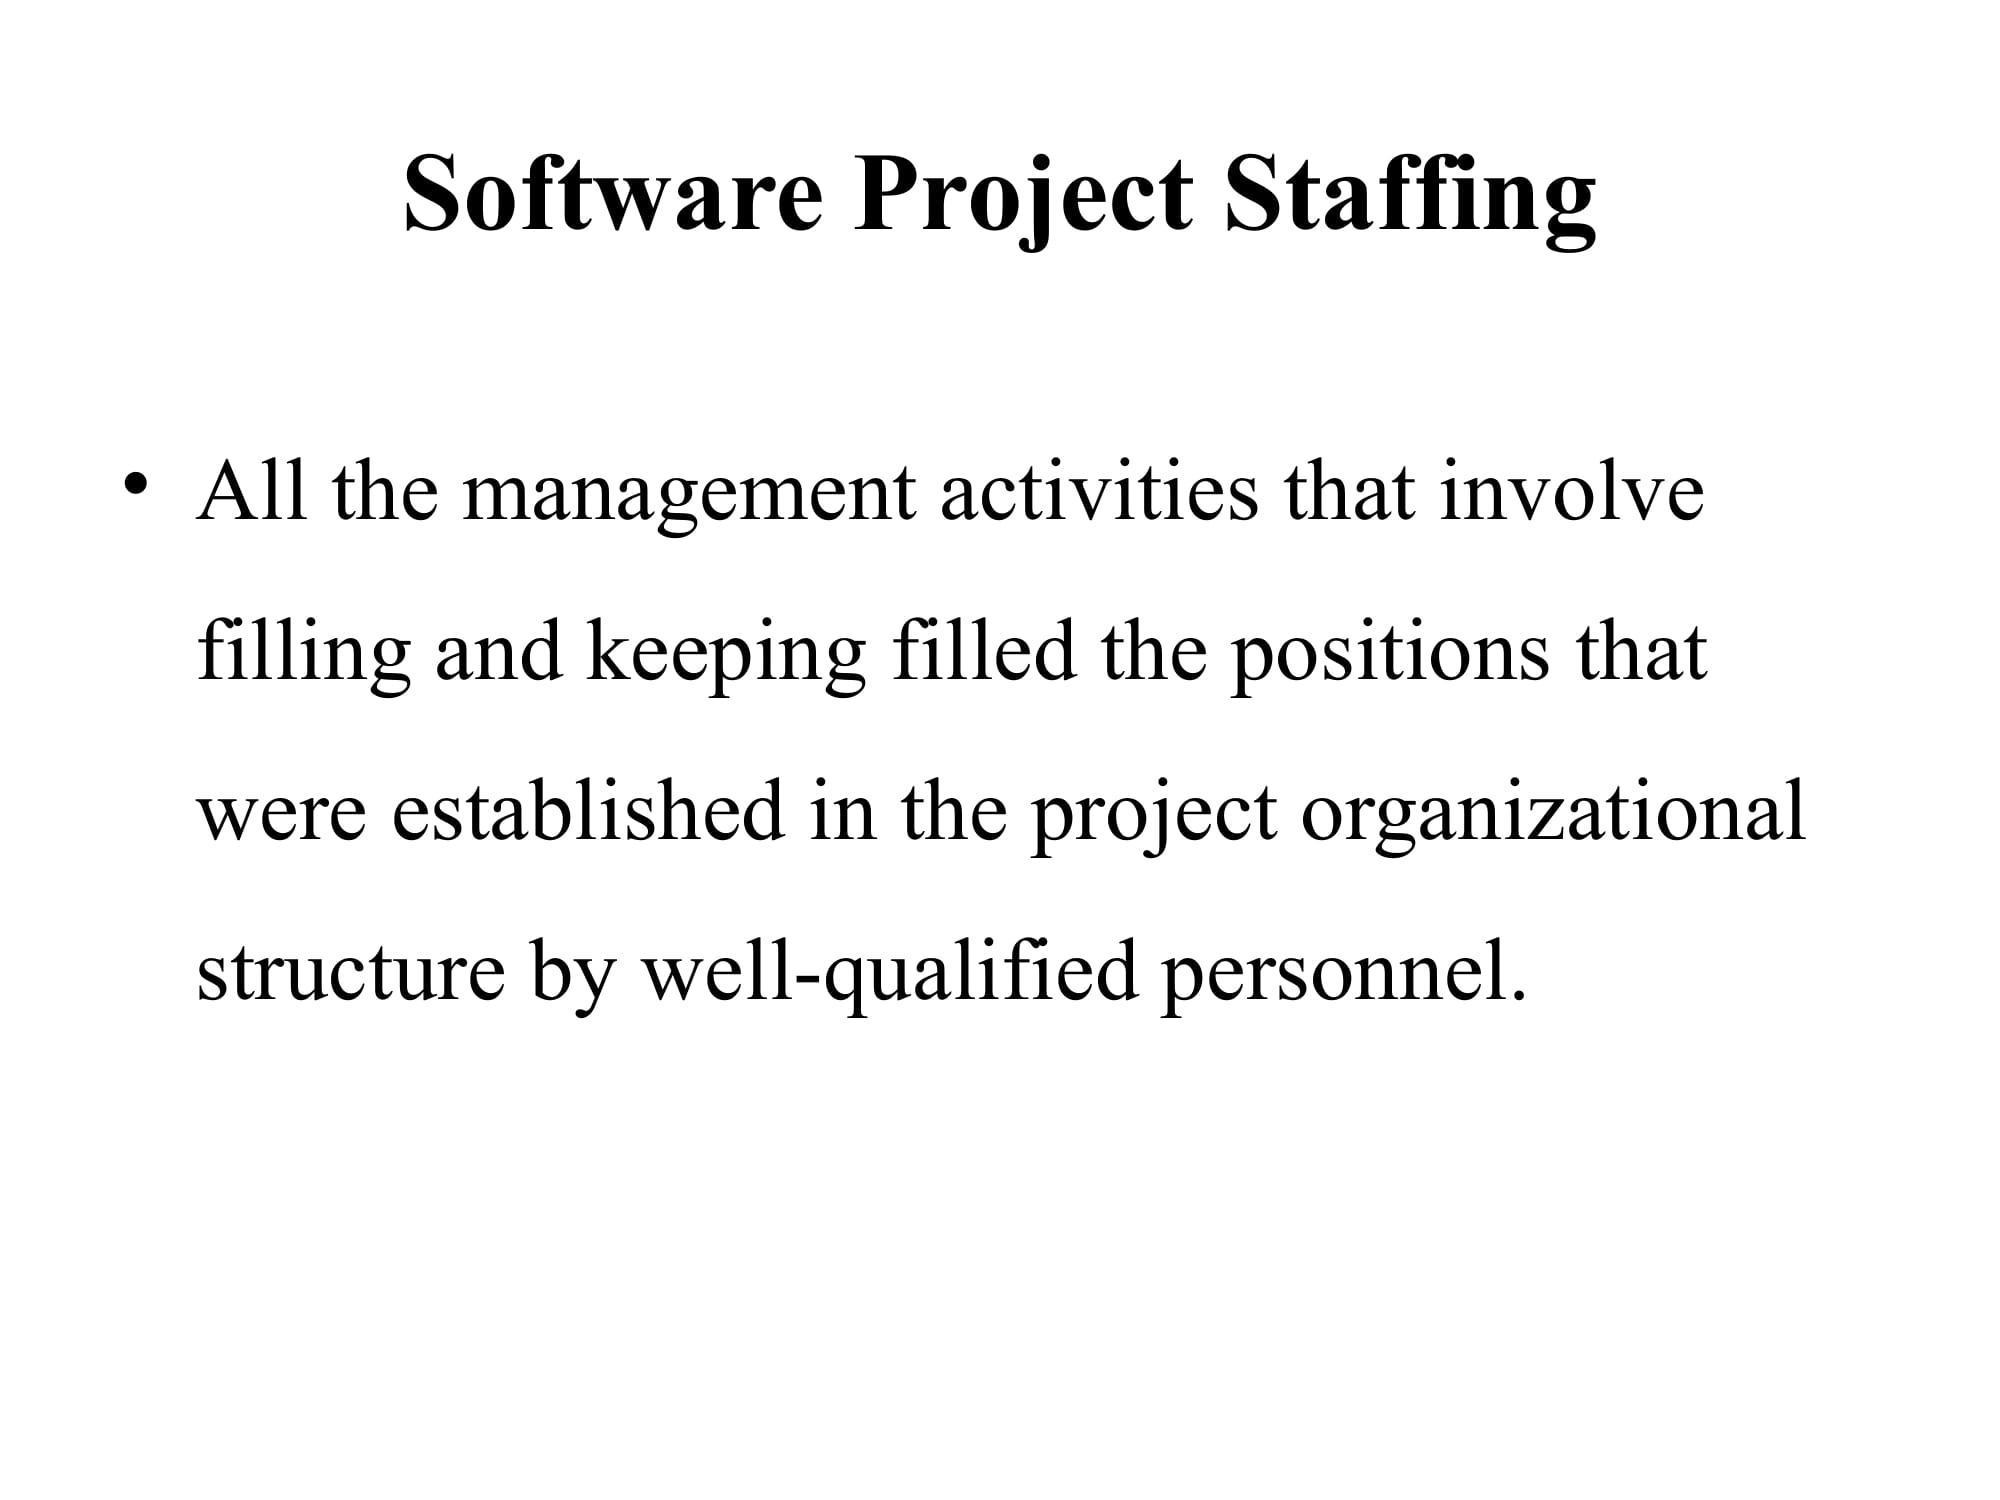 Software Project Staffing
• All the management activities that involve
filling and keeping filled the positions that
were established in the project organizational
structure by well-qualified personnel.